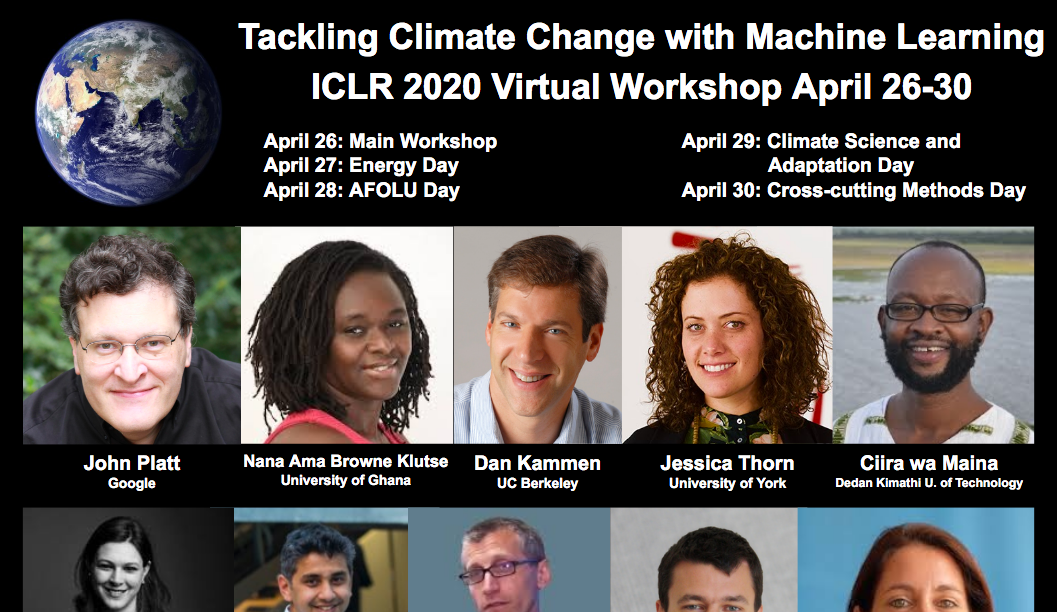 Tackling Climate Change with Machine Learning
ICLR 2020 Virtual Workshop April 26-30
April 26: Main Workshop
April 27: Energy Day
April 28: AFOLU Day
April 29: Climate Science and
Adaptation Day
April 30: Cross-cutting Methods Day
John Platt
Google
Nana Ama Browne Klutse
University of Ghana
Dan Kammen
UC Berkeley
Jessica Thorn
University of York
Ciira wa Maina
Dedan Kimathi U. of Technology